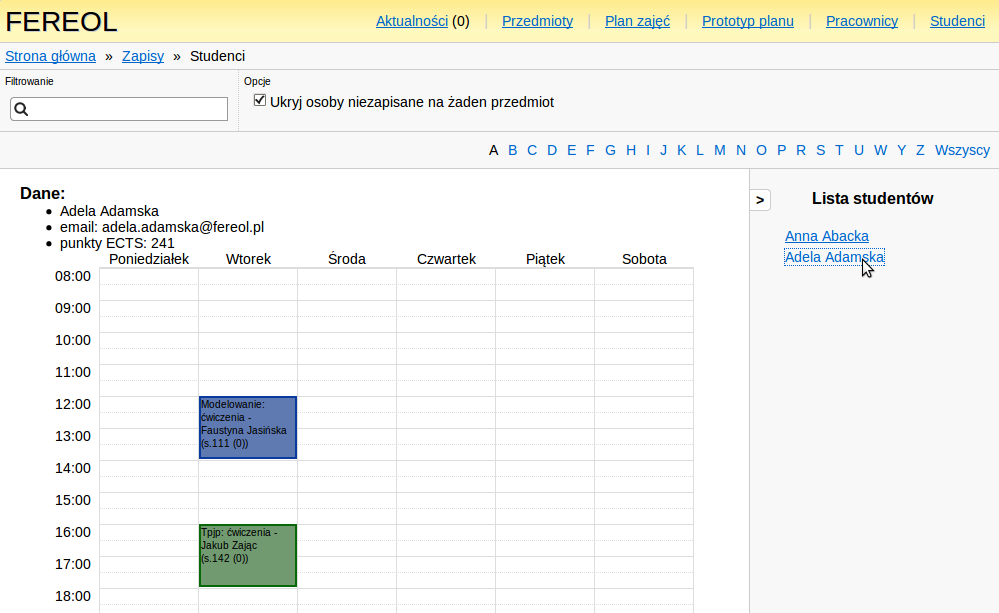 FEREOL
Aktualności (0) | Przedmioty | Plan zajęć | Prototyp planu | Pracownicy | Studenci
Strona główna » Zapisy » Studenci
Filtrowanie
Opcje
Ukryj osoby niezapisane na żaden przedmiot
A B C D E F G H I J K L M N O P R S T U W Y Z Wszyscy
Dane:
Adela Adamska
email: adela.adamska@fereol.pl
punkty ECTS: 241
Poniedziałek Wtorek Środa Czwartek Piątek Sobota
08:00
09:00
10:00
11:00
12:00
13:00
14:00
15:00
16:00
17:00
18:00
Modelowanie:
ćwiczenia -
Faustyna Jasińska
(s.111 (0))
Tpjp: ćwiczenia -
Jakub Zając
(s.142 (0))
>
Lista studentów
Anna Abacka
Adela Adamska